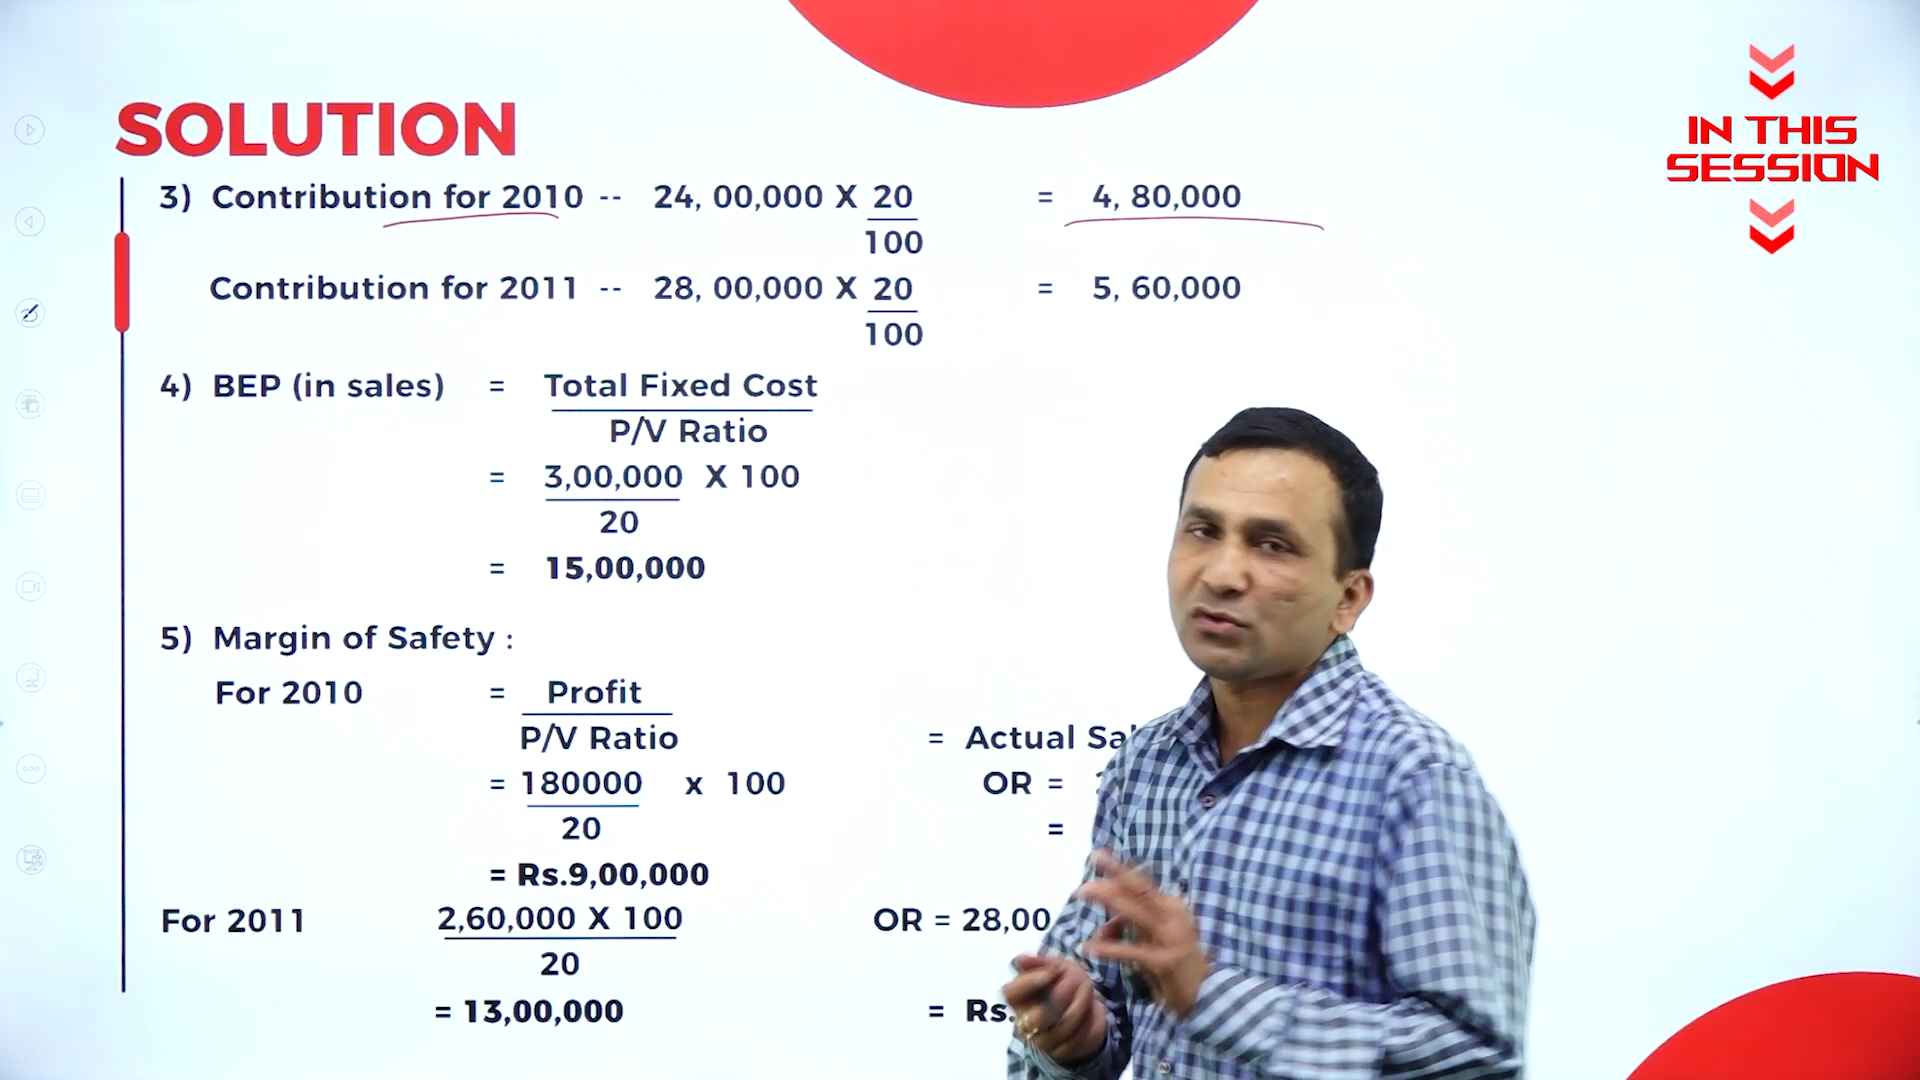 SOLUTION
IN THIS
SESSION
3) Contribution for 2010 -- 24, 00,000 X 20 = 4, 80,000
100
Contribution for 2011 -- 28, 00,000 X 20 = 5, 60,000
100
4) BEP (in sales) = Total Fixed Cost
P/V Ratio
= 3,00,000 X 100
20
= 15,00,000
5) Margin of Safety :
For 2010 = Profit
P/V Ratio = Actual
= 180000 x 100 OR =
20 =
= Rs.9,00,000
For 2011 2,60,000 X 100 OR = 28,00
20
= 13,00,000 = Rs.